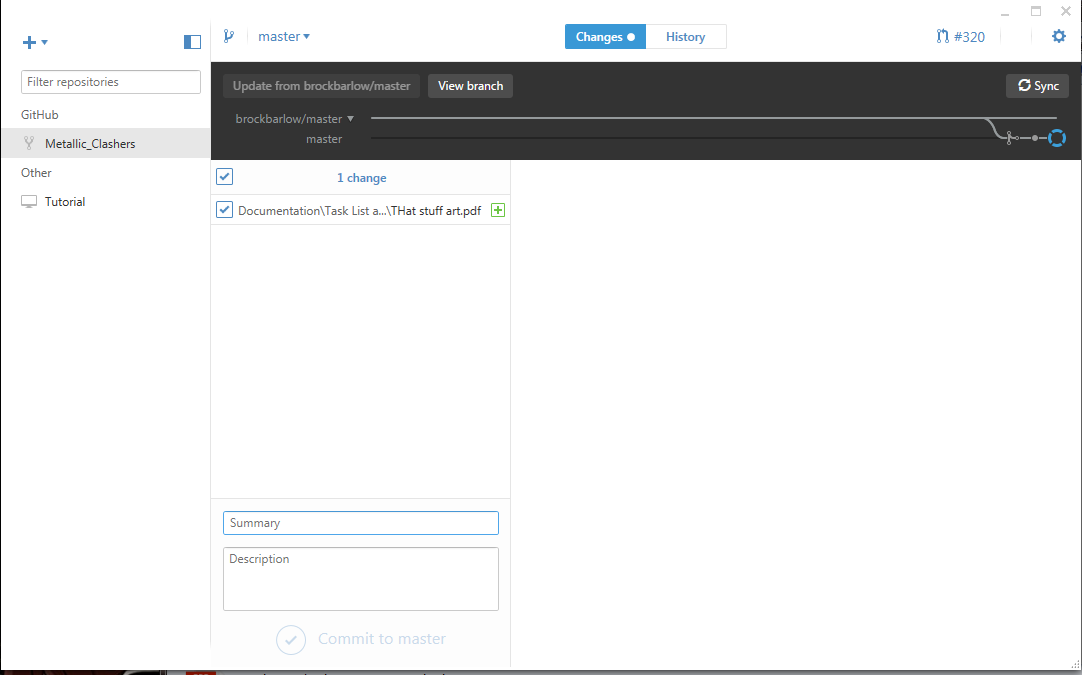 master
Changes
History
#320
Filter repositories
Update from brockbarlow/master
View branch
Sync
GitHub
brockbarlow/master
Metallic_Clashers
master
Other
1 change
Tutorial
Documentation\Task List a...\THat stuff art.pdf
Summary
Description
Commit to master